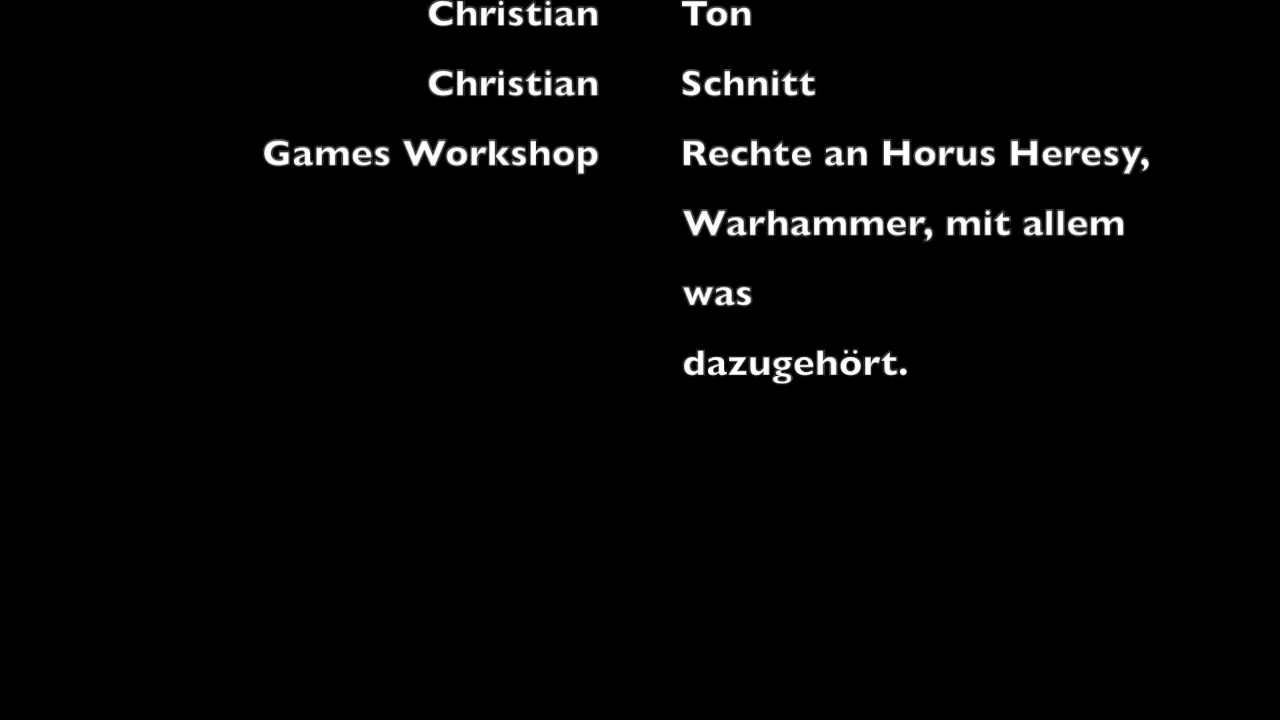 Christian Ton
Christian Schnitt
Games Workshop Rechte an Horus Heresy,
Warhammer, mit allem
was
dazugehört.